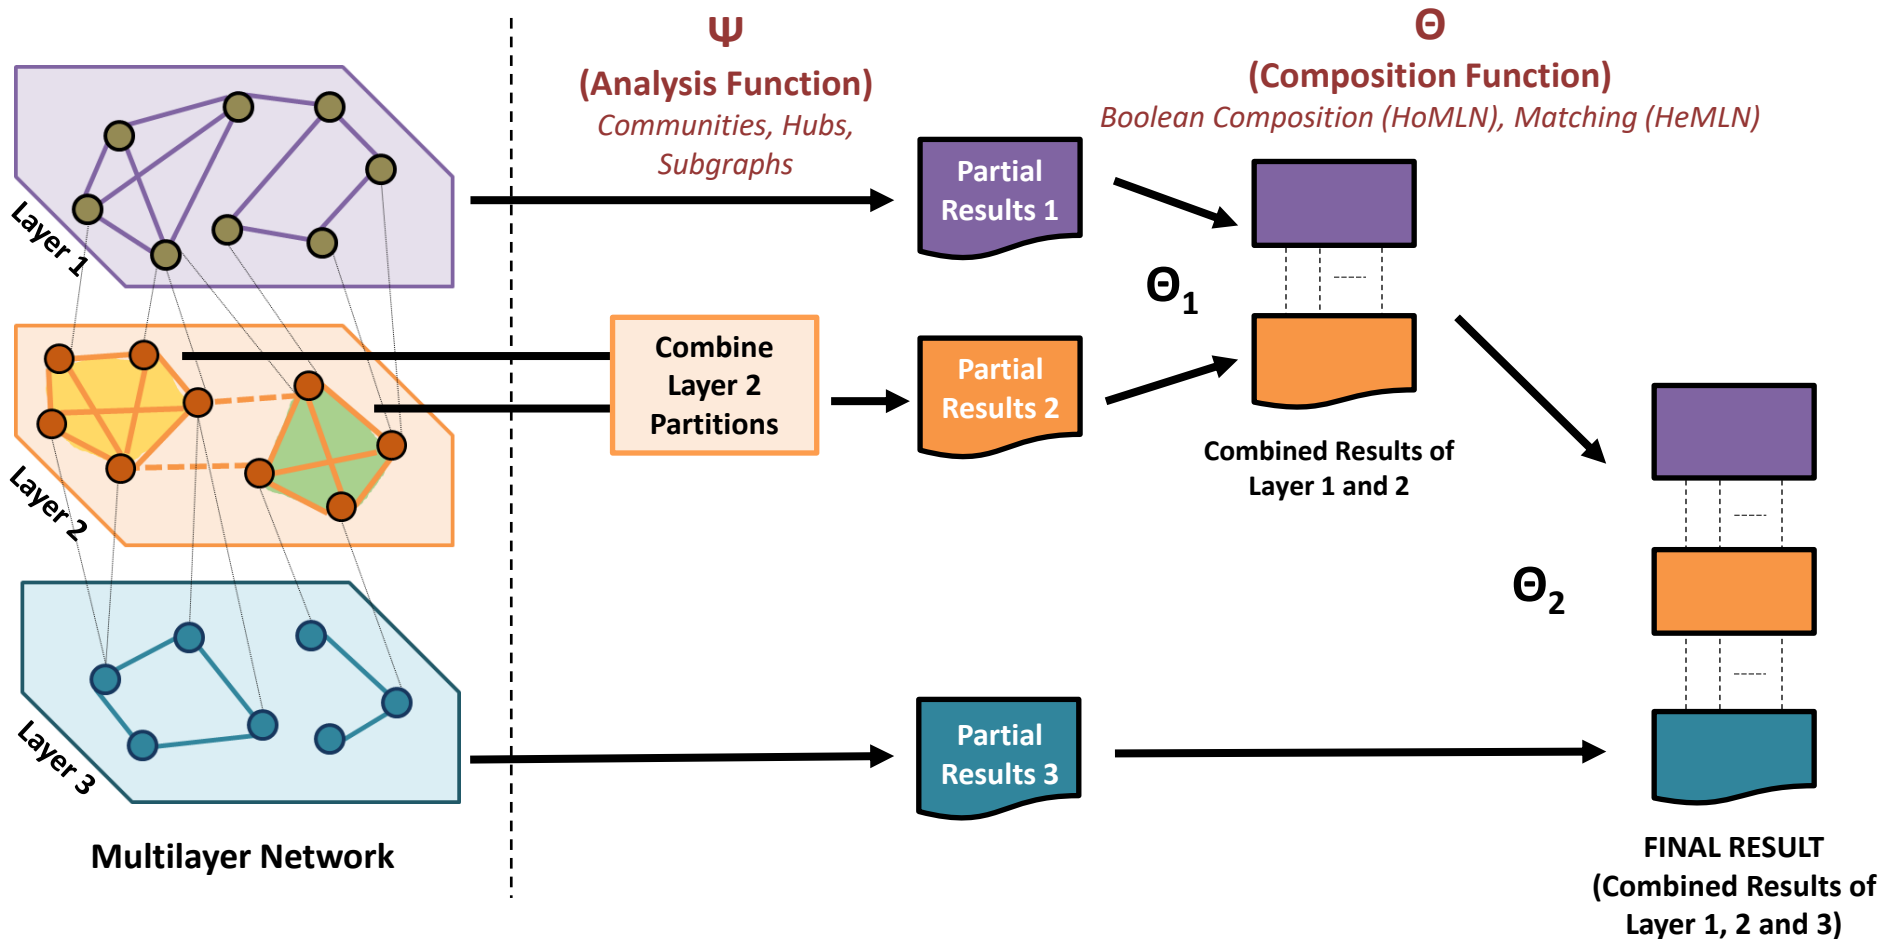 Ψ
(Analysis Function)
Communities, Hubs,
Subgraphs
Θ
(Composition Function)
Boolean Composition (HoMLN), Matching (HeMLN)
Layer 1
Partial
Results 1
Θ1
Layer 2
Combine
Layer 2
Partitions
Partial
Results 2
Combined Results of
Layer 1 and 2
Θ2
Layer 3
Partial
Results 3
Multilayer Network
FINAL RESULT
(Combined Results of
Layer 1, 2 and 3)